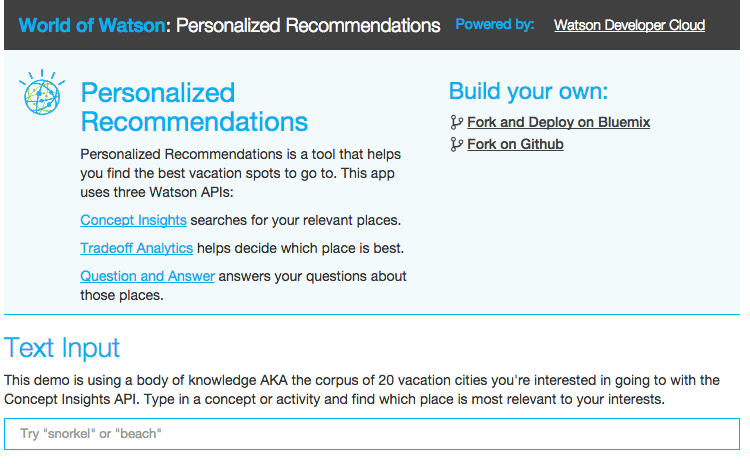 World of Watson: Personalized Recommendations Powered by: Watson Developer Cloud
Personalized
Recommendations
Personalized Recommendations is a tool that helps
you find the best vacation spots to go to. This app
uses three Watson APIs:
Concept Insights searches for your relevant places.
Tradeoff Analytics helps decide which place is best.
Question and Answer answers your questions about
those places.
Build your own:
Fork and Deploy on Bluemix
Fork on Github
Text Input
This demo is using a body of knowledge AKA the corpus of 20 vacation cities you're interested in going to with the
Concept Insights API. Type in a concept or activity and find which place is most relevant to your interests.
Try "snorkel" or "beach"